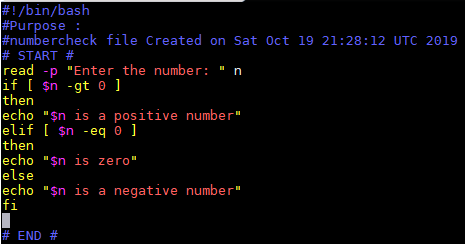 #!/bin/bash
#Purpose :
#numbercheck file Created on Sat Oct 19 21:28:12 UTC 2019
# START #
read -p "Enter the number: " n
if [ $n -gt 0 ]
then
echo "$n is a positive number"
elif [ $n -eq 0 ]
then
echo "$n is zero"
else
echo "$n is a negative number"
fi
# END #